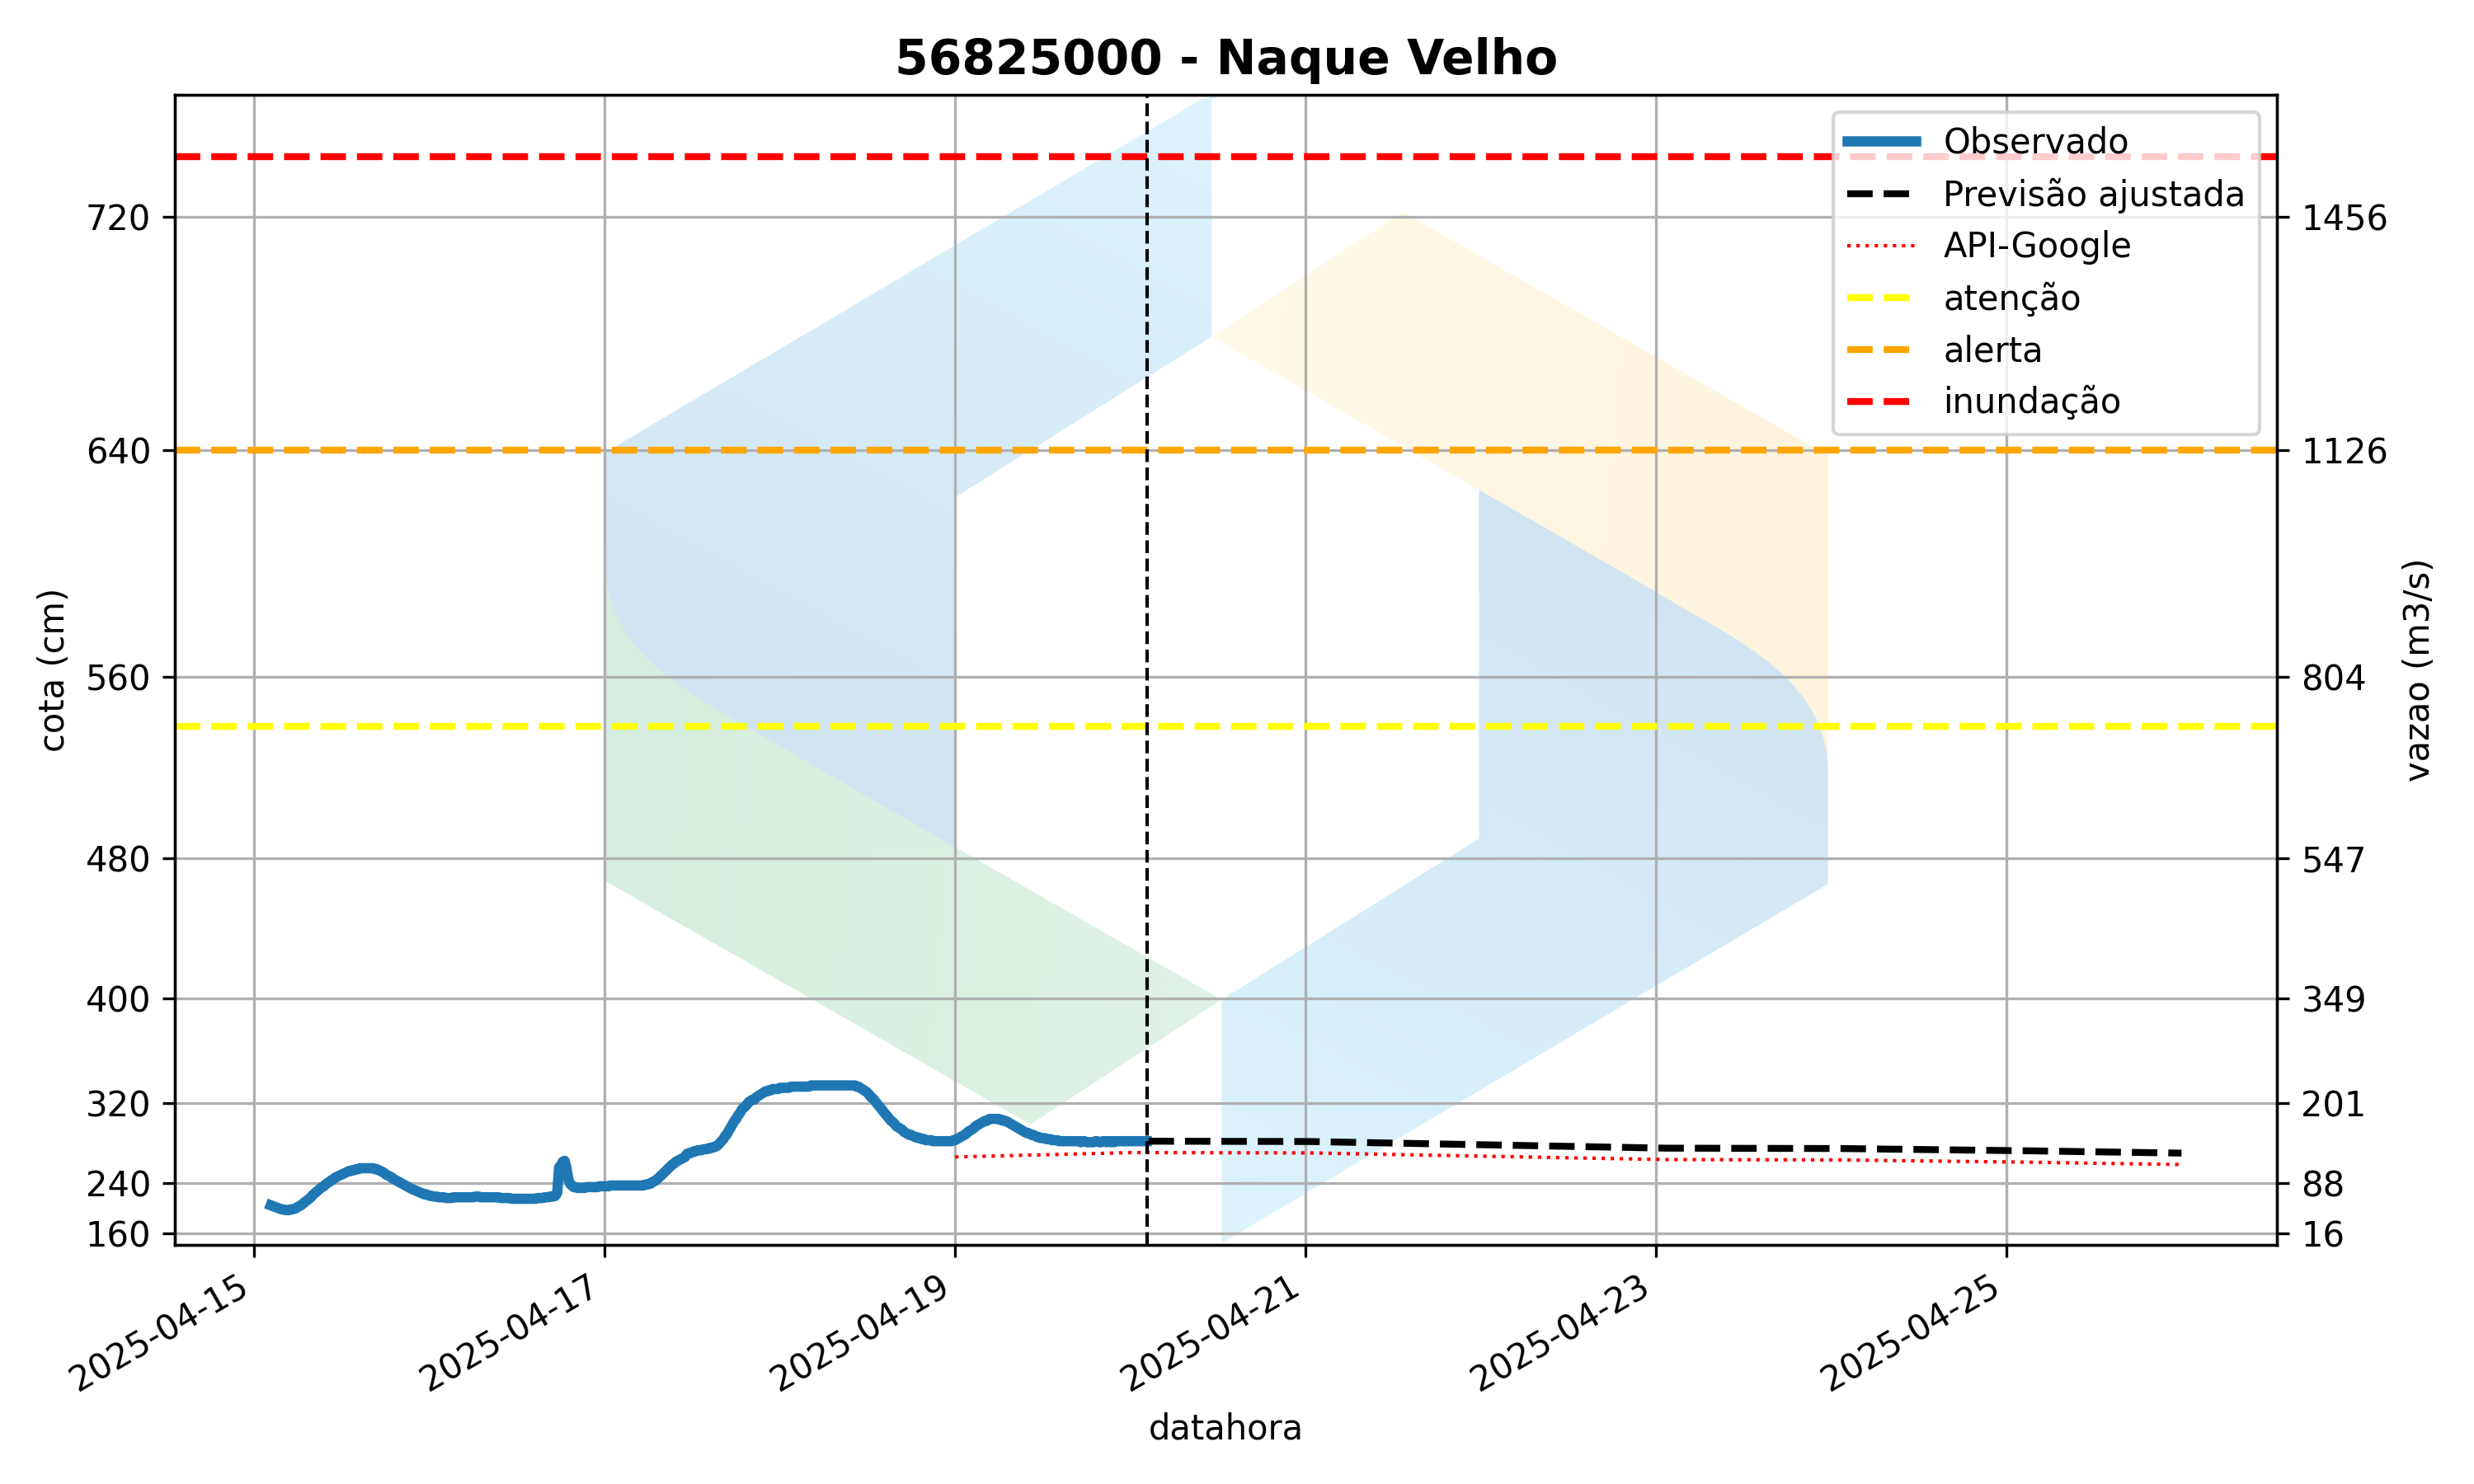 56825000 - Naque Velho
Observado
Previsão ajustada
API-Google
atenção
alerta
inundação
720
640
560
480
400
320
240
160
cota (cm)
1456
1126
804
547
349
201
88
16
vazao (m3/s)
2025-04-15
2025-04-17
2025-04-19
2025-04-21
2025-04-23
2025-04-25
datahora